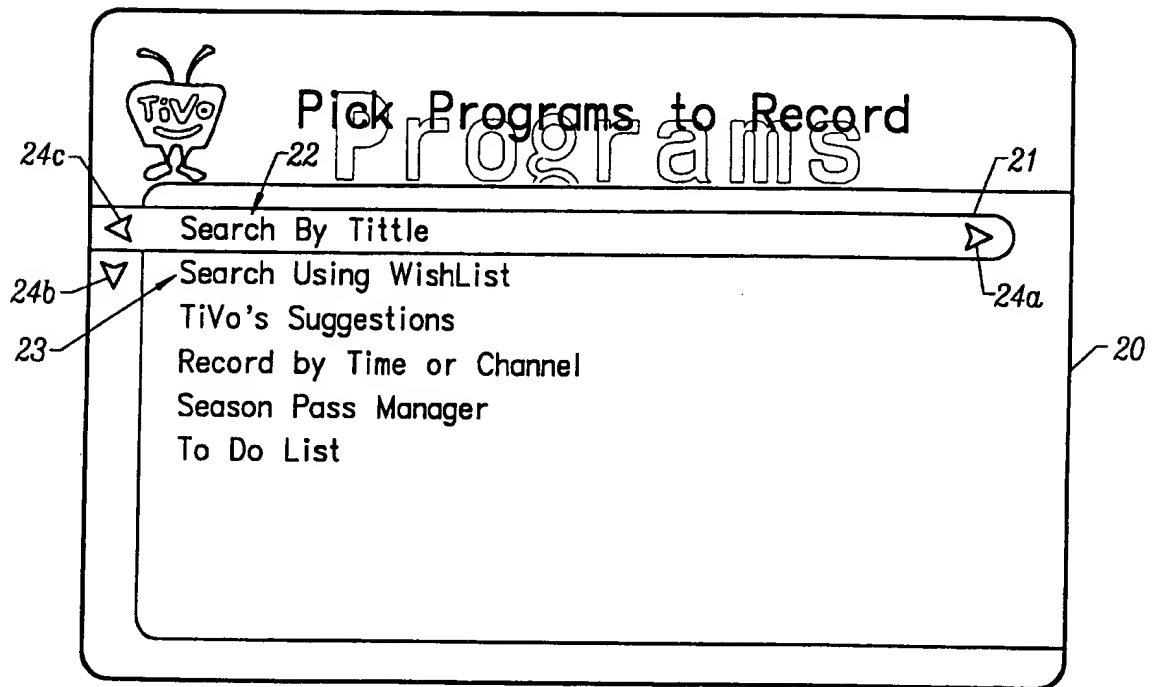 TiVo
Pick Programs to Record
Programs
24c
22
21
Search By Tittle
24b
Search Using WishList
24a
23
TiVo's Suggestions
Record by Time or Channel
20
Season Pass Manager
To Do List